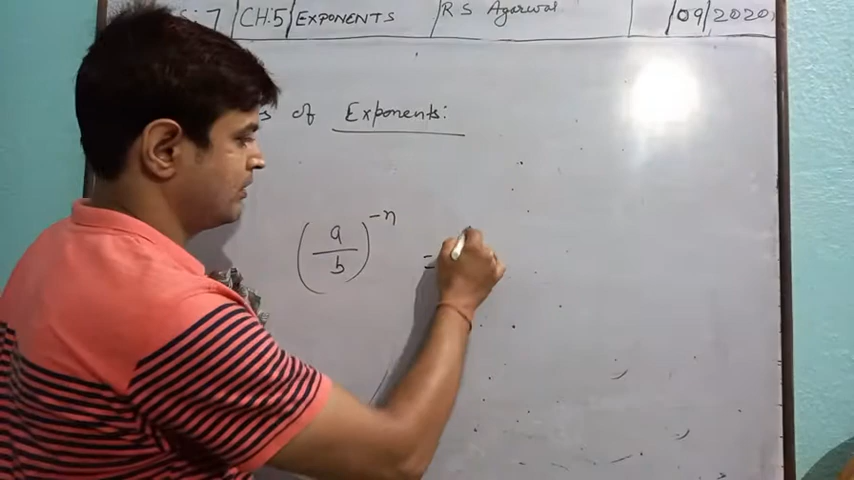 : 7 CH:5 EXPONENTS R S Agarwal /09/2020
s of Exponents:
(a/b)^-n =